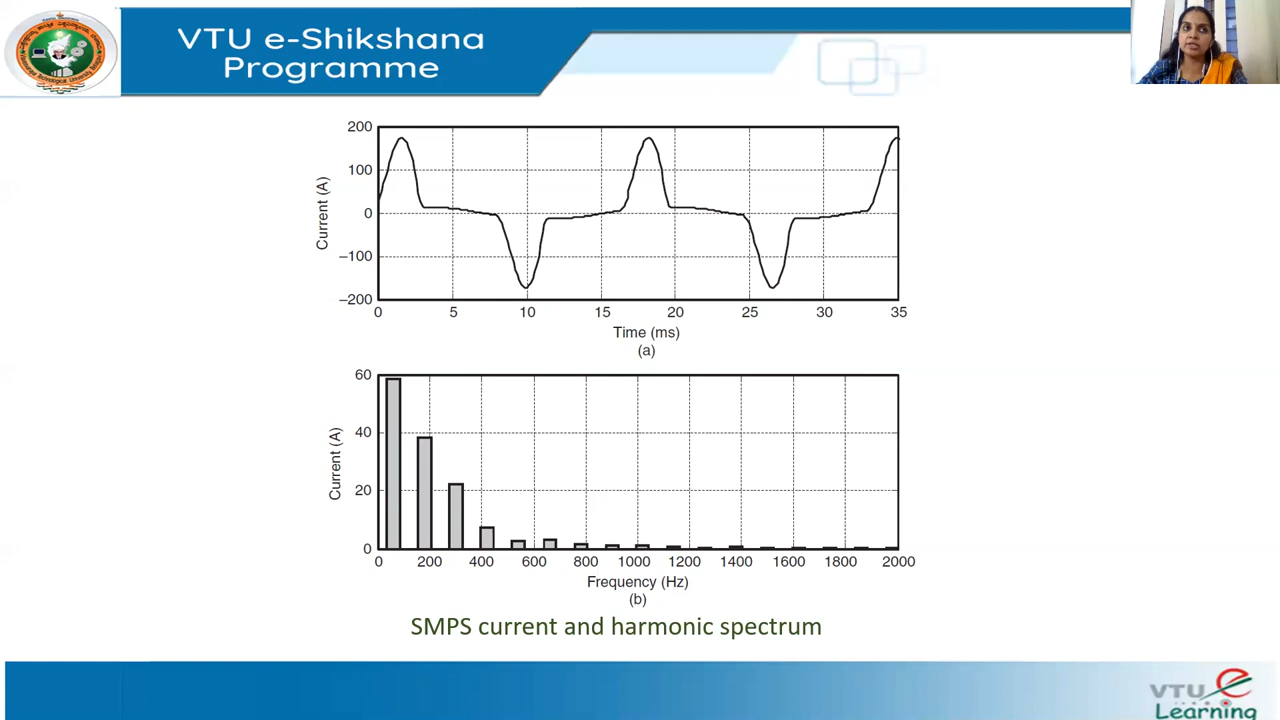 VTU e-Shikshana
Programme
200
100
0
–100
–200
Current (A)
0 5 10 15 20 25 30 35
Time (ms)
(a)
60
40
20
0
Current (A)
0 200 400 600 800 1000 1200 1400 1600 1800 2000
Frequency (Hz)
(b)
SMPS current and harmonic spectrum
VTU e
Learning